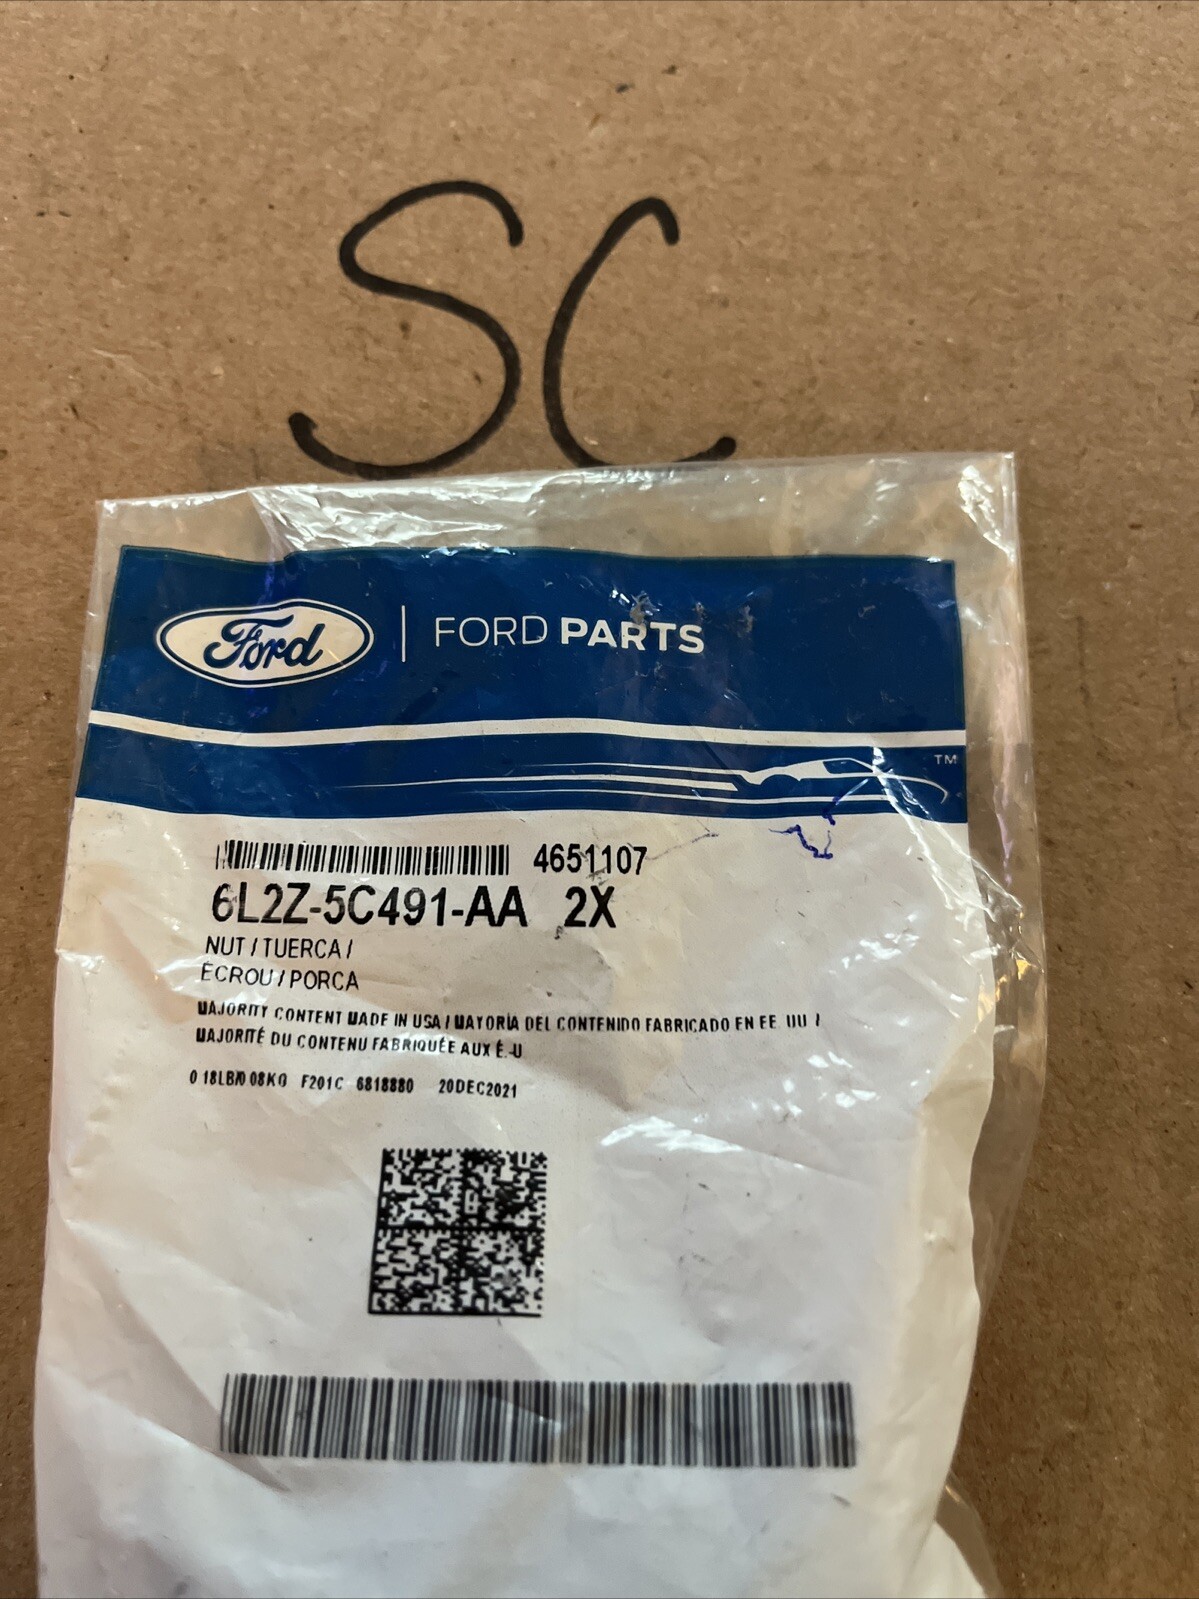 SC
Ford | FORD PARTS
TM
4651107
6L2Z-5C491-AA 2X
NUT / TUERCA /
ÉCROU / PORCA
MAJORITY CONTENT MADE IN USA / MAYORÍA DEL CONTENIDO FABRICADO EN EE. UU /
MAJORITÉ DU CONTENU FABRIQUÉE AUX É.-U
0 18LB/0 08KG F201C 6818880 20DEC2021